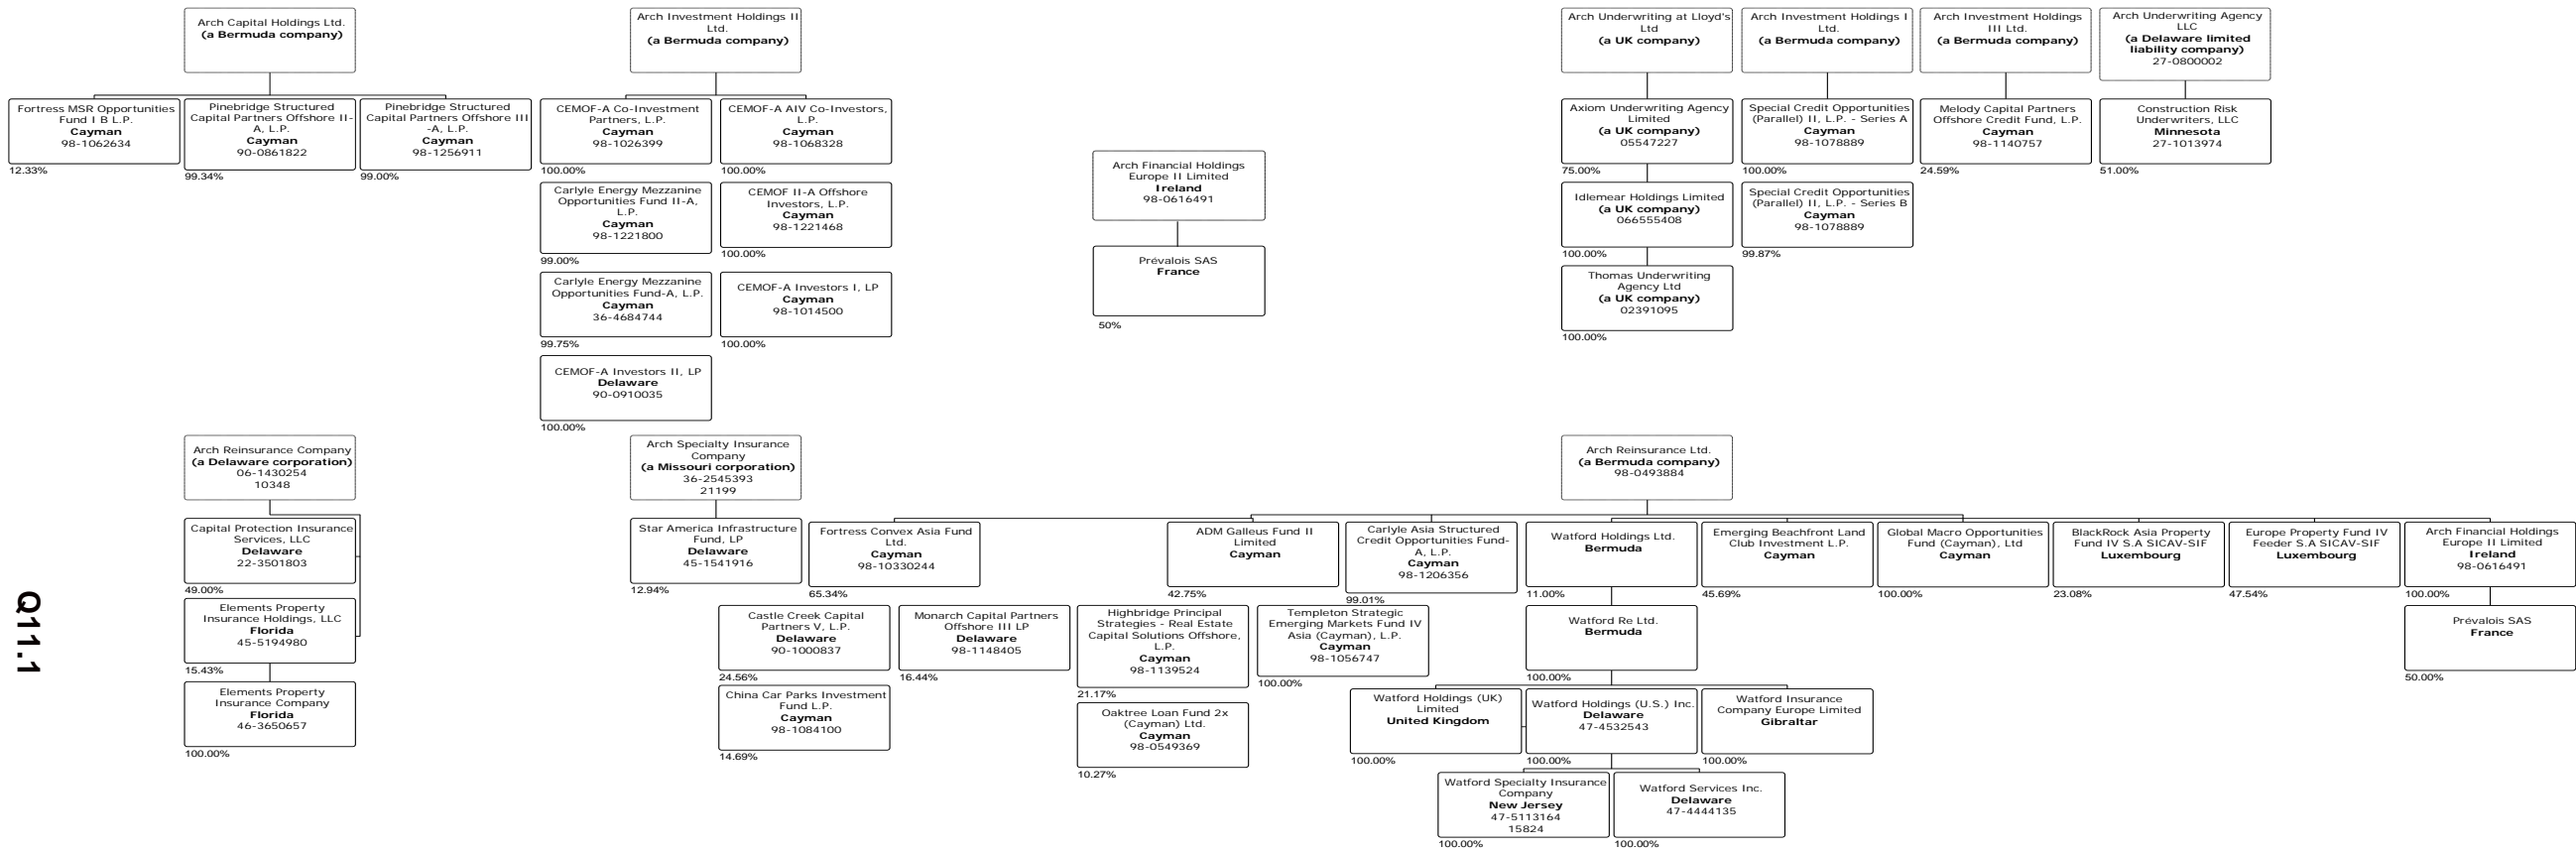 Arch Capital Holdings Ltd.
(a Bermuda company)
Arch Investment Holdings II
Ltd.
(a Bermuda company)
Arch Underwriting at Lloyd's
Ltd
(a UK company)
Arch Investment Holdings I
Ltd.
(a Bermuda company)
Arch Investment Holdings
III Ltd.
(a Bermuda company)
Arch Underwriting Agency
LLC
(a Delaware limited
liability company)
27-0800002
Fortress MSR Opportunities
Fund I B L.P.
Cayman
98-1062634
12.33%
Pinebridge Structured
Capital Partners Offshore II-
A, L.P.
Cayman
90-0861822
99.34%
Pinebridge Structured
Capital Partners Offshore III
-A, L.P.
Cayman
98-1256911
99.00%
CEMOF-A Co-Investment
Partners, L.P.
Cayman
98-1026399
100.00%
CEMOF-A AIV Co-Investors,
L.P.
Cayman
98-1068328
100.00%
Axiom Underwriting Agency
Limited
(a UK company)
05547227
75.00%
Special Credit Opportunities
(Parallel) II, L.P. - Series A
Cayman
98-1078889
100.00%
Melody Capital Partners
Offshore Credit Fund, L.P.
Cayman
98-1140757
24.59%
Construction Risk
Underwriters, LLC
Minnesota
27-1013974
51.00%
Arch Financial Holdings
Europe II Limited
Ireland
98-0616491
Carlyle Energy Mezzanine
Opportunities Fund II-A,
L.P.
Cayman
98-1221800
99.00%
CEMOF II-A Offshore
Investors, L.P.
Cayman
98-1221468
100.00%
Idlemear Holdings Limited
(a UK company)
066555408
100.00%
Special Credit Opportunities
(Parallel) II, L.P. - Series B
Cayman
98-1078889
99.87%
Prévalois SAS
France
50%
Carlyle Energy Mezzanine
Opportunities Fund-A, L.P.
Cayman
36-4684744
99.75%
CEMOF-A Investors I, LP
Cayman
98-1014500
100.00%
Thomas Underwriting
Agency Ltd
(a UK company)
02391095
100.00%
CEMOF-A Investors II, LP
Delaware
90-0910035
100.00%
Arch Reinsurance Company
(a Delaware corporation)
06-1430254
10348
Arch Specialty Insurance
Company
(a Missouri corporation)
36-2545393
21199
Arch Reinsurance Ltd.
(a Bermuda company)
98-0493884
Capital Protection Insurance
Services, LLC
Delaware
22-3501803
49.00%
Star America Infrastructure
Fund, LP
Delaware
45-1541916
12.94%
Fortress Convex Asia Fund
Ltd.
Cayman
98-10330244
65.34%
ADM Galleus Fund II
Limited
Cayman
42.75%
Carlyle Asia Structured
Credit Opportunities Fund-
A, L.P.
Cayman
98-1206356
99.01%
Watford Holdings Ltd.
Bermuda
11.00%
Emerging Beachfront Land
Club Investment L.P.
Cayman
45.69%
Global Macro Opportunities
Fund (Cayman), Ltd
Cayman
100.00%
BlackRock Asia Property
Fund IV S.A SICAV-SIF
Luxembourg
23.08%
Europe Property Fund IV
Feeder S.A SICAV-SIF
Luxembourg
47.54%
Arch Financial Holdings
Europe II Limited
Ireland
98-0616491
100.00%
Elements Property
Insurance Holdings, LLC
Florida
45-5194980
15.43%
Castle Creek Capital
Partners V, L.P.
Delaware
90-1000837
24.56%
Monarch Capital Partners
Offshore III LP
Delaware
98-1148405
16.44%
Highbridge Principal
Strategies - Real Estate
Capital Solutions Offshore,
L.P.
Cayman
98-1139524
21.17%
Templeton Strategic
Emerging Markets Fund IV
Asia (Cayman), L.P.
Cayman
98-1056747
100.00%
Watford Re Ltd.
Bermuda
100.00%
Prévalois SAS
France
50.00%
Elements Property
Insurance Company
Florida
46-3650657
100.00%
China Car Parks Investment
Fund L.P.
Cayman
98-1084100
14.69%
Oaktree Loan Fund 2x
(Cayman) Ltd.
Cayman
98-0549369
10.27%
Watford Holdings (UK)
Limited
United Kingdom
100.00%
Watford Holdings (U.S.) Inc.
Delaware
47-4532543
100.00%
Watford Insurance
Company Europe Limited
Gibraltar
100.00%
Watford Specialty Insurance
Company
New Jersey
47-5113164
15824
100.00%
Watford Services Inc.
Delaware
47-4444135
100.00%
Q11.1